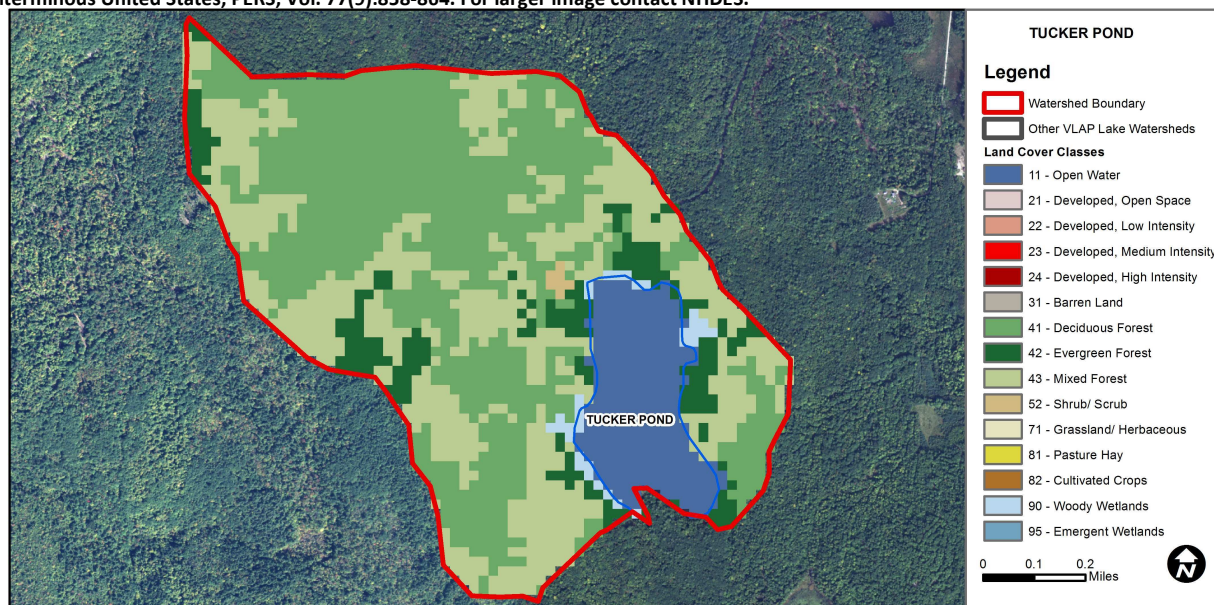 Conterminous United States, PERS, Vol. 77(9):858-864. For larger image contact NHDES.
TUCKER POND
TUCKER POND
Legend
Watershed Boundary
Other VLAP Lake Watersheds
Land Cover Classes
11 - Open Water
21 - Developed, Open Space
22 - Developed, Low Intensity
23 - Developed, Medium Intensity
24 - Developed, High Intensity
31 - Barren Land
41 - Deciduous Forest
42 - Evergreen Forest
43 - Mixed Forest
52 - Shrub/ Scrub
71 - Grassland/ Herbaceous
81 - Pasture Hay
82 - Cultivated Crops
90 - Woody Wetlands
95 - Emergent Wetlands
0 0.1 0.2
Miles
N